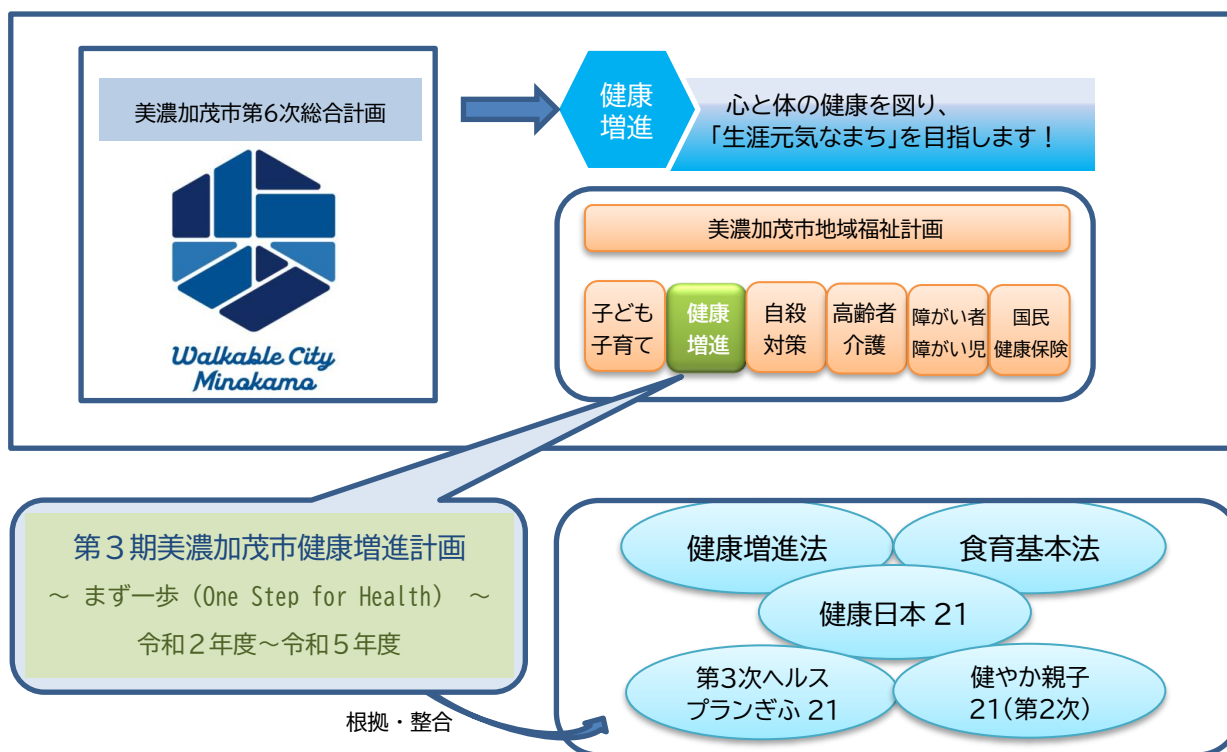 美濃加茂市第6次総合計画
Walkable City
Minokamo
健康
増進
心と体の健康を図り、
「生涯元気なまち」を目指します！
美濃加茂市地域福祉計画
子ども
子育て
健康
増進
自殺
対策
高齢者
介護
障がい者
障がい児
国民
健康保険
第３期美濃加茂市健康増進計画
～ まず一歩（One Step for Health） ～
令和２年度～令和５年度
根拠・整合
健康増進法
食育基本法
健康日本 21
第3次ヘルス
プランぎふ 21
健やか親子
21(第2次)